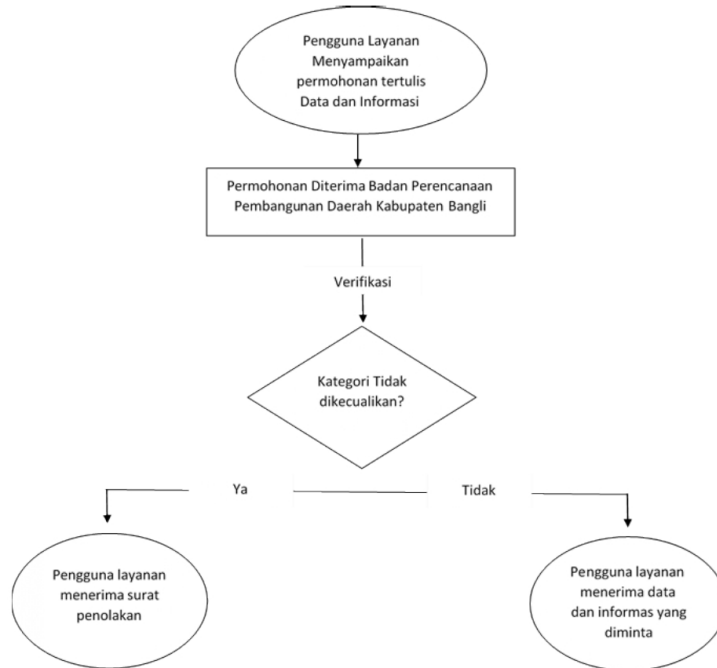 Pengguna Layanan
Menyampaikan
permohonan tertulis
Data dan Informasi
Permohonan Diterima Badan Perencanaan
Pembangunan Daerah Kabupaten Bangli
Verifikasi
Kategori Tidak
dikecualikan?
Ya
Tidak
Pengguna layanan
menerima surat
penolakan
Pengguna layanan
menerima data
dan informas yang
diminta